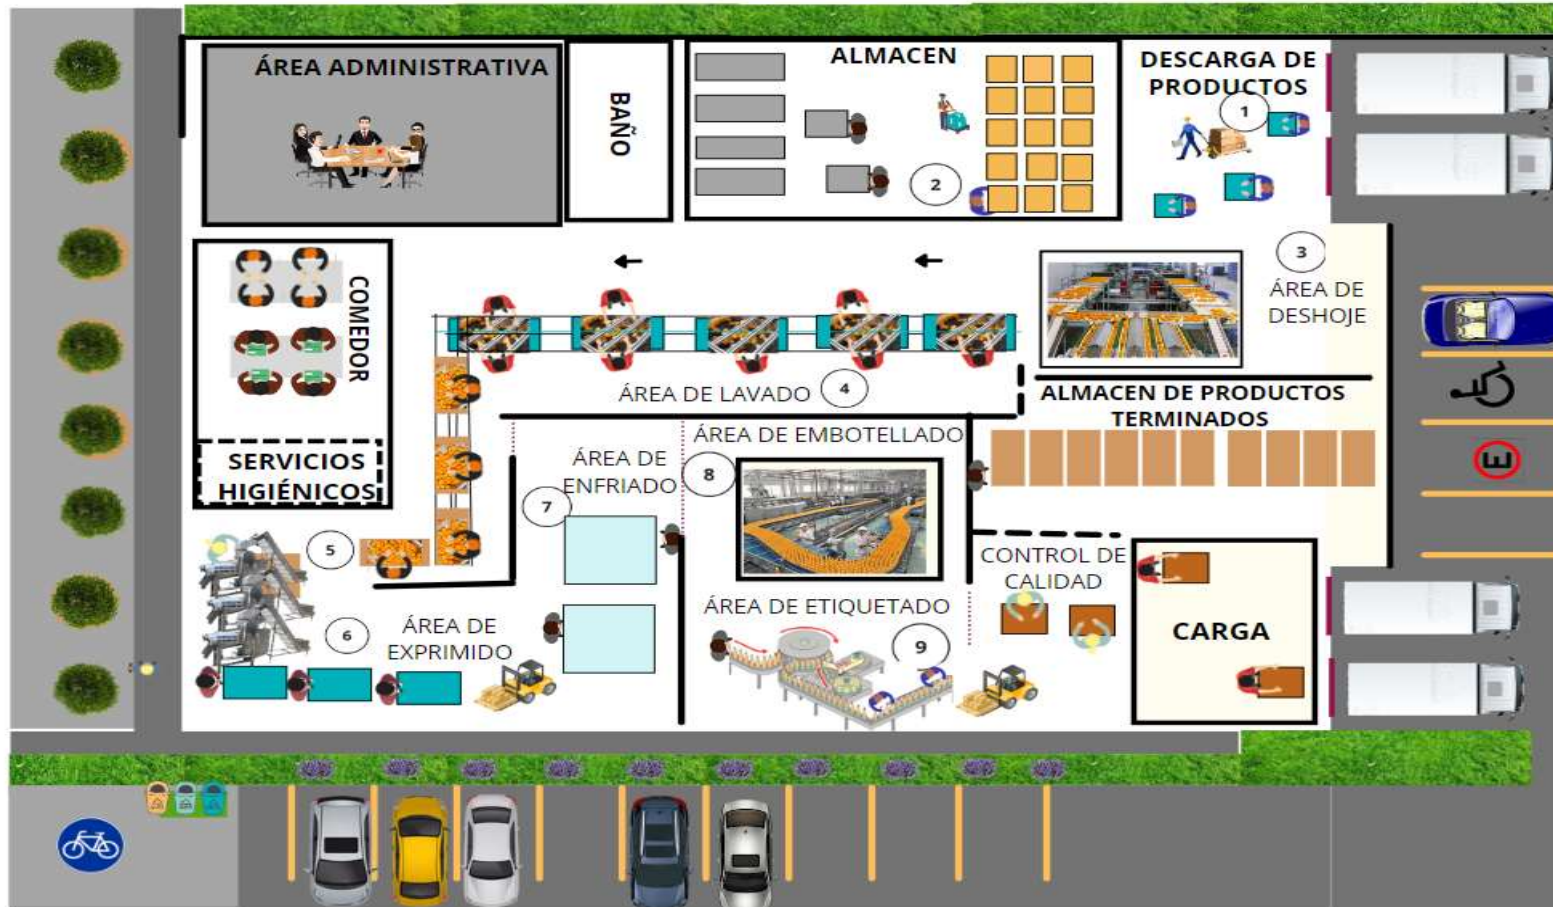 ÁREA ADMINISTRATIVA
BAÑO
ALMACEN
2
DESCARGA DE
PRODUCTOS
1
3
ÁREA DE
DESHOJE
COMEDOR
SERVICIOS
HIGIÉNICOS
ÁREA DE LAVADO
4
ALMACEN DE PRODUCTOS
TERMINADOS
ÁREA DE EMBOTELLADO
8
ÁREA DE
ENFRIADO
7
5
6
ÁREA DE
EXPRIMIDO
ÁREA DE ETIQUETADO
9
CONTROL DE
CALIDAD
CARGA
E